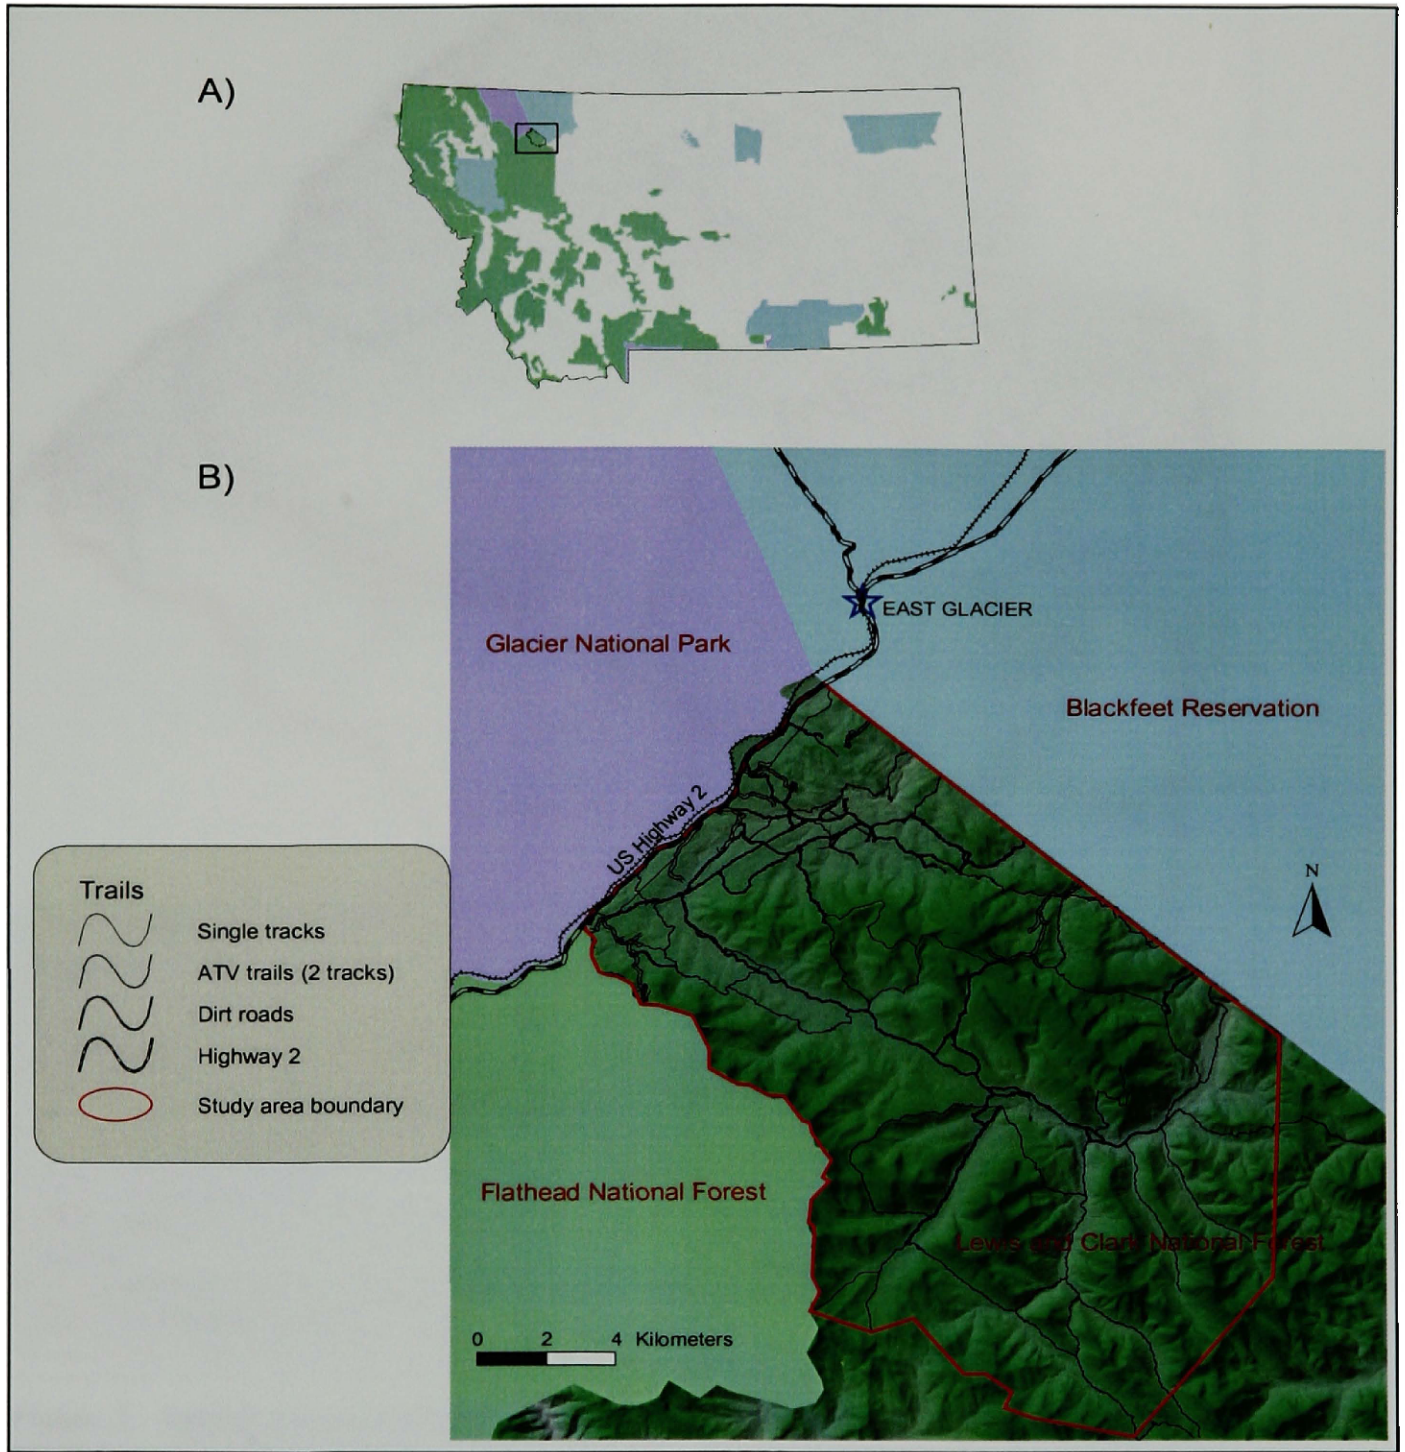 A)
B)
EAST GLACIER
Glacier National Park
Blackfeet Reservation
US Highway 2
N
Trails
Single tracks
ATV trails (2 tracks)
Dirt roads
Highway 2
Study area boundary
Flathead National Forest
Lewis and Clark National Forest
0 2 4 Kilometers